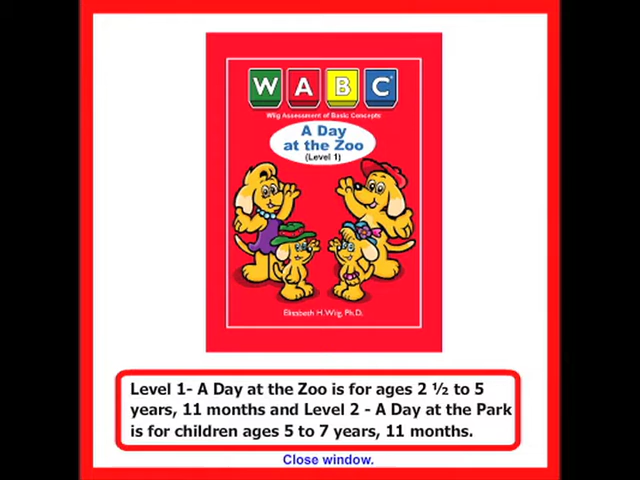 WABC
Wiig Assessment of Basic Concepts
A Day
at the Zoo
(Level 1)
Elisabeth H. Wiig, Ph.D.
Level 1- A Day at the Zoo is for ages 2 ½ to 5
years, 11 months and Level 2 - A Day at the Park
is for children ages 5 to 7 years, 11 months.
Close window.